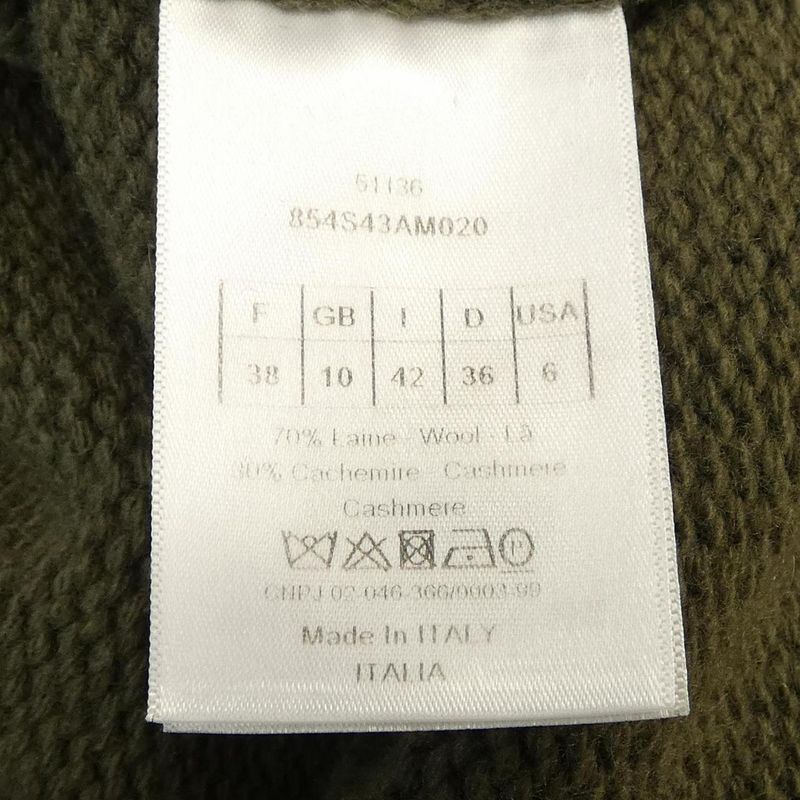 51136
854S43AM020
F GB I D USA
38 10 42 36 6
70% Laine - Wool - Lã
30% Cachemire - Cashmere
Cashmere
CNPJ 02-046-366/0003-99
Made In ITALY
ITALIA